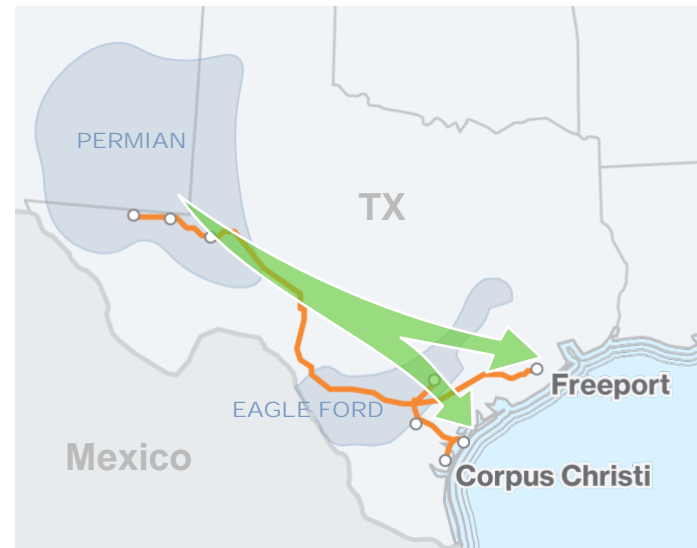 PERMIAN
TX
Freeport
EAGLE FORD
Mexico
Corpus Christi